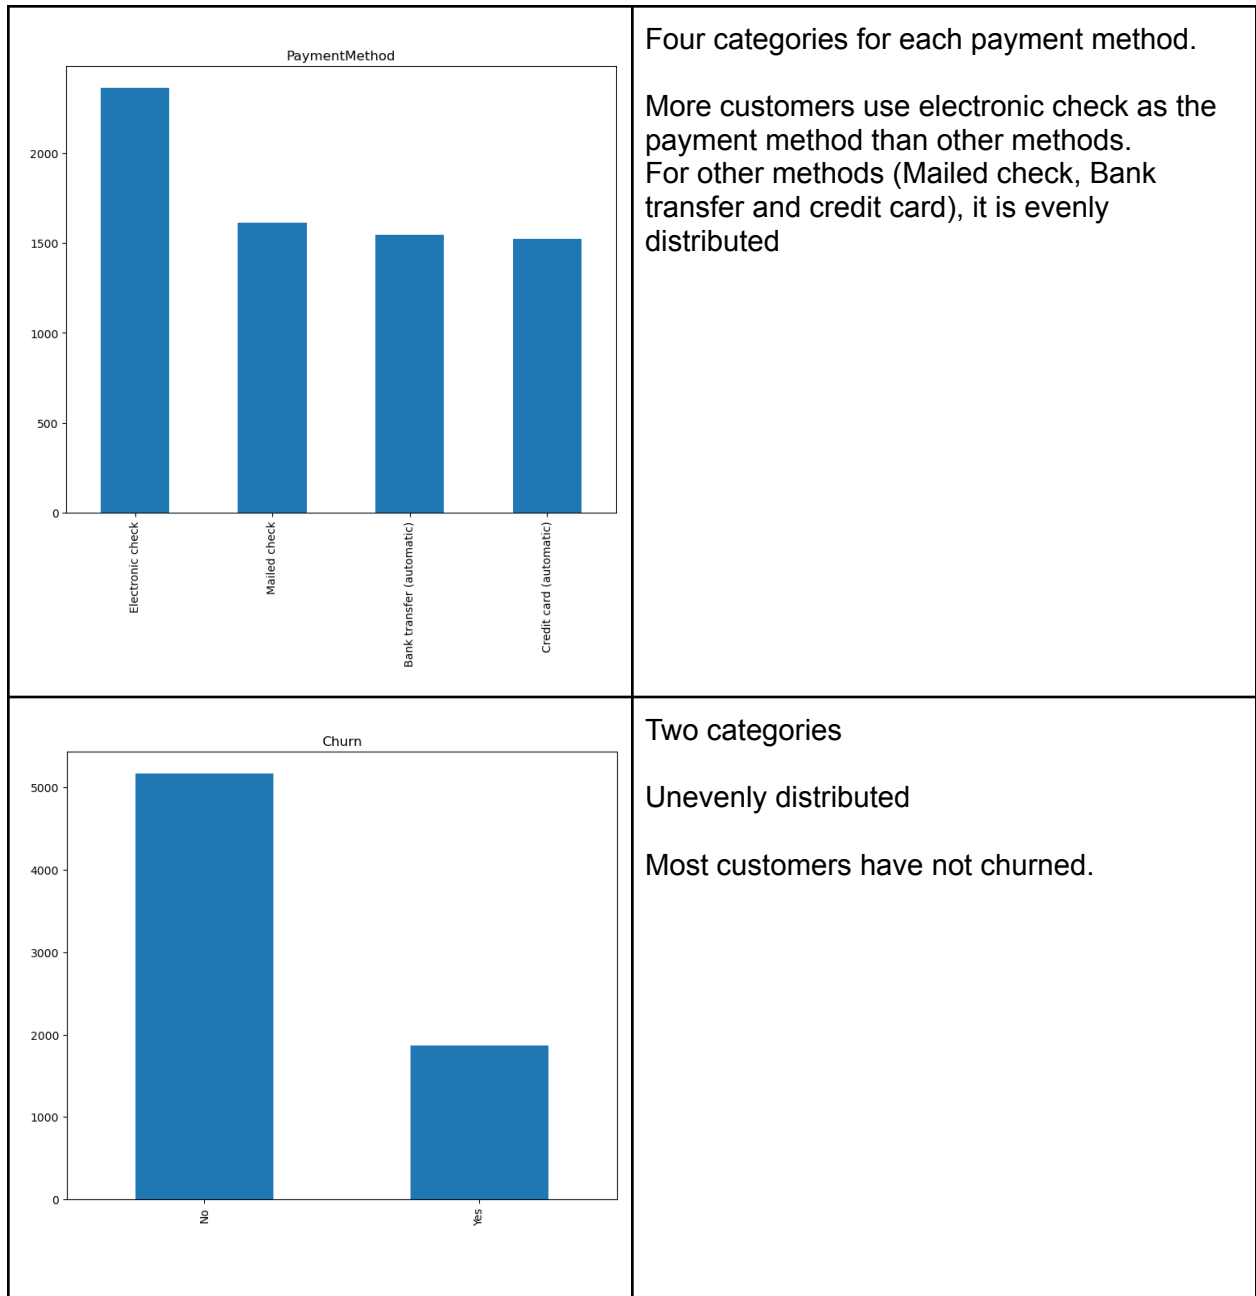 PaymentMethod
2000
1500
1000
500
0
Electronic check
Mailed check
Bank transfer (automatic)
Credit card (automatic)
Four categories for each payment method.
More customers use electronic check as the
payment method than other methods.
For other methods (Mailed check, Bank
transfer and credit card), it is evenly
distributed
Churn
5000
4000
3000
2000
1000
0
No
Yes
Two categories
Unevenly distributed
Most customers have not churned.